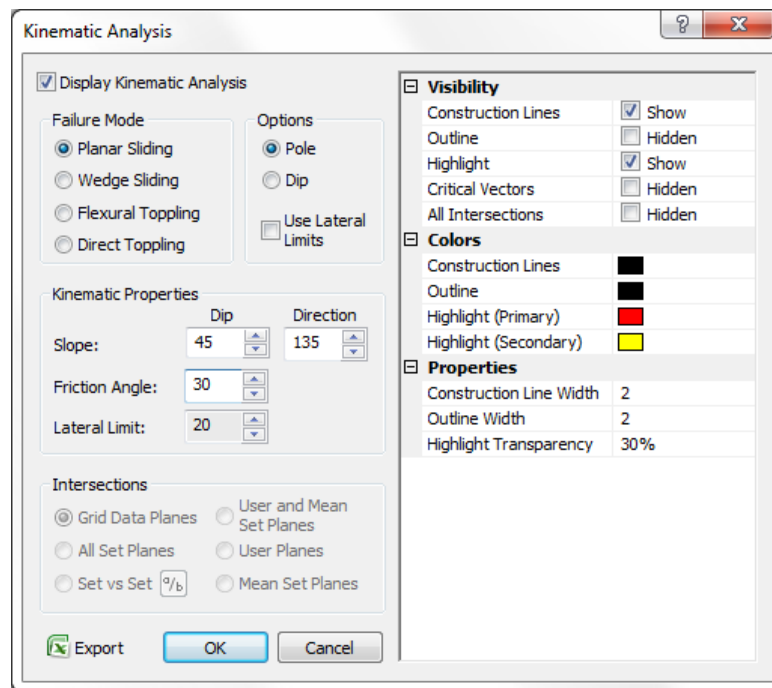 Kinematic Analysis
?
X
Display Kinematic Analysis
Failure Mode
Planar Sliding
Wedge Sliding
Flexural Toppling
Direct Toppling
Options
Pole
Dip
Use Lateral
Limits
Kinematic Properties
Dip Direction
Slope: 45 135
Friction Angle: 30
Lateral Limit: 20
Intersections
Grid Data Planes
User and Mean
Set Planes
All Set Planes
User Planes
Set vs Set a/b
Mean Set Planes
Export
OK
Cancel
Visibility
Construction Lines Show
Outline Hidden
Highlight Show
Critical Vectors Hidden
All Intersections Hidden
Colors
Construction Lines
Outline
Highlight (Primary)
Highlight (Secondary)
Properties
Construction Line Width 2
Outline Width 2
Highlight Transparency 30%